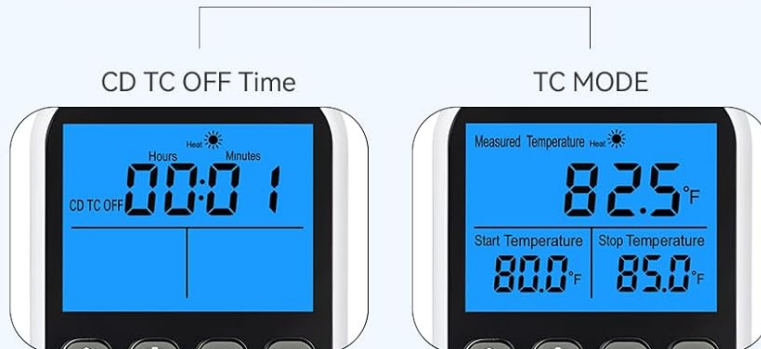 CD TC OFF Time
TC MODE
Heat
Hours Minutes
CD TC OFF 00:01
Measured Temperature Heat
82.5°F
Start Temperature Stop Temperature
80.0°F 85.0°F